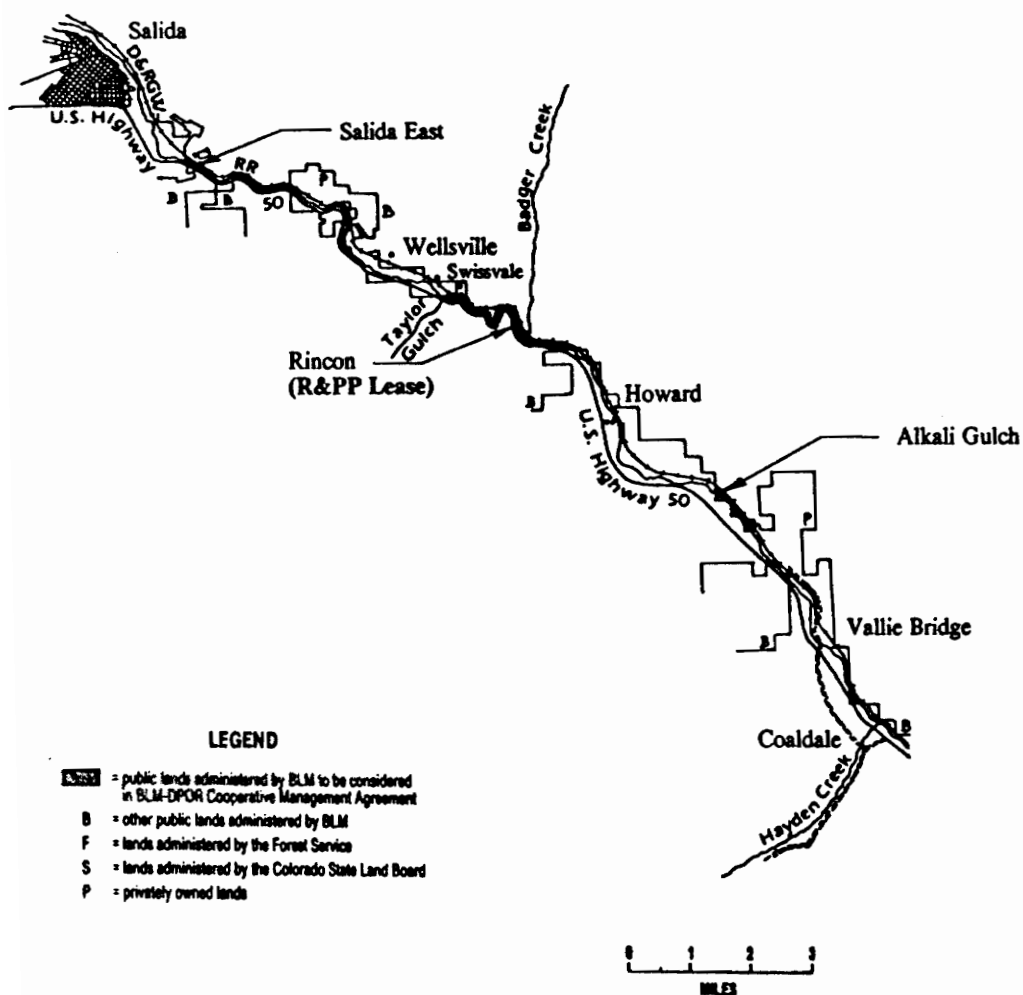 Salida
D&RGW
U.S. Highway
Salida East
RR
50
P
B
B
B
Badger Creek
Wellsville
Swissvale
P
Taylor
Gulch
Rincon
(R&PP Lease)
B
Howard
U.S. Highway 50
Alkali Gulch
P
B
Vallie Bridge
Coaldale
B
Hayden Creek
LEGEND
= public lands administered by BLM to be considered
in BLM-DPOR Cooperative Management Agreement
B = other public lands administered by BLM
F = lands administered by the Forest Service
S = lands administered by the Colorado State Land Board
P = privately owned lands
0 1 2 3
MILES